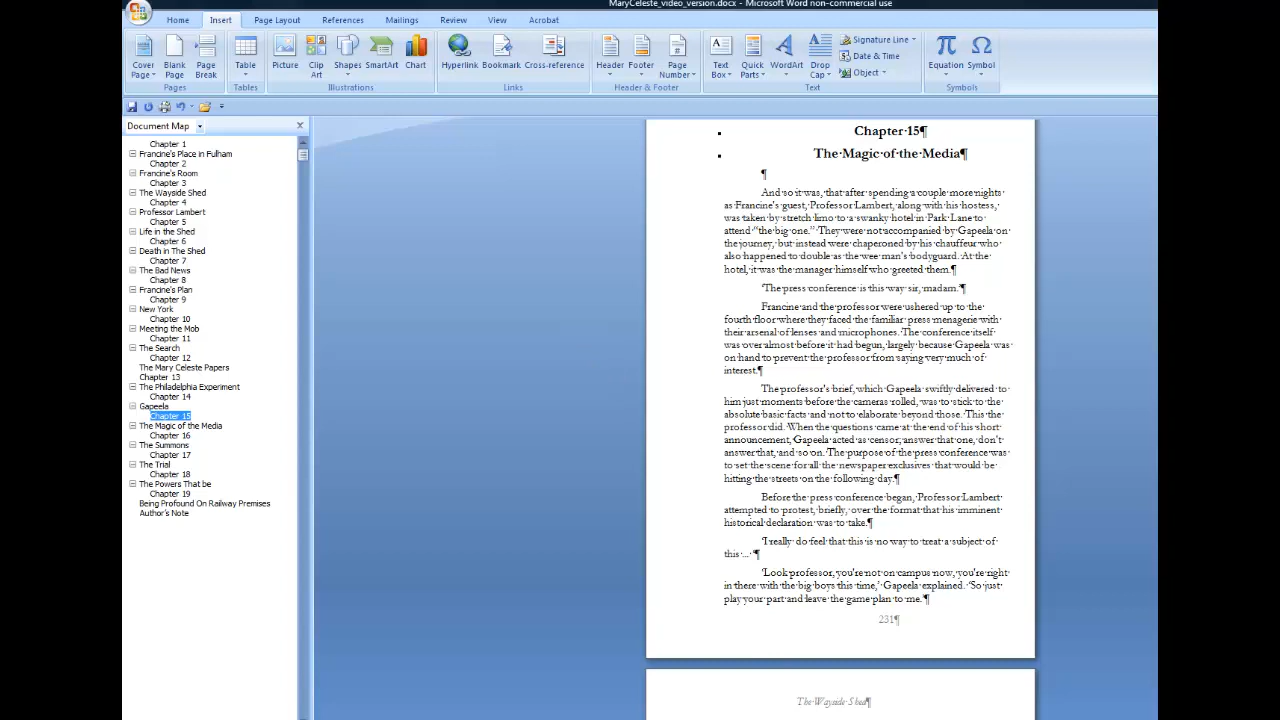 MaryCeleste_video_version.docx - Microsoft Word non-commercial use
Home Insert Page Layout References Mailings Review View Acrobat
Cover Page
Blank Page
Page Break
Table
Picture
Clip Art
Shapes
SmartArt
Chart
Hyperlink
Bookmark
Cross-reference
Header
Footer
Page Number
Text Box
Quick Parts
WordArt
Drop Cap
Signature Line
Date & Time
Object
Equation
Symbol
Pages Tables Illustrations Links Header & Footer Text Symbols
Document Map
Chapter 1
Francine's Place in Fulham
Chapter 2
Francine's Room
Chapter 3
The Wayside Shed
Chapter 4
Professor Lambert
Chapter 5
Life in the Shed
Chapter 6
Death in The Shed
Chapter 7
The Bad News
Chapter 8
Francine's Plan
Chapter 9
New York
Chapter 10
Meeting the Mob
Chapter 11
The Search
Chapter 12
The Mary Celeste Papers
Chapter 13
The Philadelphia Experiment
Chapter 14
Gapeela
Chapter 15
The Magic of the Media
Chapter 16
The Summons
Chapter 17
The Trial
Chapter 18
The Powers That be
Chapter 19
Being Profound On Railway Premises
Author's Note
Chapter·15¶
The·Magic·of·the·Media¶
¶
And·so·it·was,·that·after·spending·a·couple·more·nights·
as·Francine's·guest,·Professor·Lambert,·along·with·his·hostess,·
was·taken·by·stretch·limo·to·a·swanky·hotel·in·Park·Lane·to·
attend·“the·big·one.”·They·were·not·accompanied·by·Gapeela·on·
the·journey,·but·instead·were·chaperoned·by·his·chauffeur·who·
also·happened·to·double·as·the·wee·man's·bodyguard.·At·the·
hotel,·it·was·the·manager·himself·who·greeted·them.¶
‘The·press·conference·is·this·way·sir,·madam.’¶
Francine·and·the·professor·were·ushered·up·to·the·
fourth·floor·where·they·faced·the·familiar·press·menagerie·with·
their·arsenal·of·lenses·and·microphones.·The·conference·itself·
was·over·almost·before·it·had·begun,·largely·because·Gapeela·was·
on·hand·to·prevent·the·professor·from·saying·very·much·of·
interest.¶
The·professor's·brief,·which·Gapeela·swiftly·delivered·to·
him·just·moments·before·the·cameras·rolled,·was·to·stick·to·the·
absolute·basic·facts·and·not·to·elaborate·beyond·those.·This·the·
professor·did.·When·the·questions·came·at·the·end·of·his·short·
announcement,·Gapeela·acted·as·censor;·answer·that·one,·don't·
answer·that,·and·so·on.·The·purpose·of·the·press·conference·was·
to·set·the·scene·for·all·the·newspaper·exclusives·that·would·be·
hitting·the·streets·on·the·following·day.¶
Before·the·press·conference·began,·Professor·Lambert·
attempted·to·protest,·briefly,·over·the·format·that·his·imminent·
historical·declaration·was·to·take.¶
‘I·really··do·feel·that·this·is·no·way·to·treat·a·subject·of·
this·...·’¶
‘Look·professor,·you're·not·on·campus·now,·you're·right·
in·there·with·the·big·boys·this·time,’·Gapeela·explained.·‘So·just·
play·your·part·and·leave·the·game·plan·to·me.’¶
231¶
The·Wayside·Shed¶